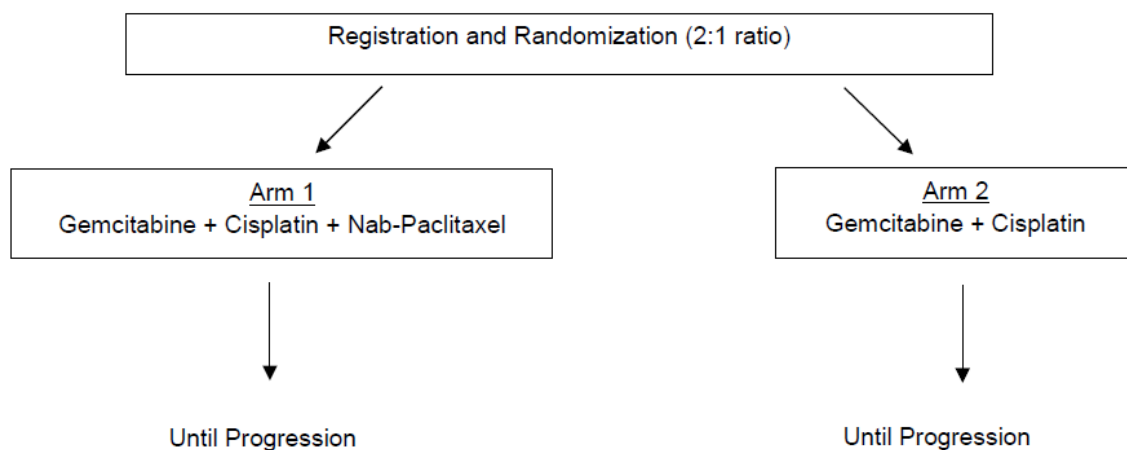 Registration and Randomization (2:1 ratio)
Arm 1
Gemcitabine + Cisplatin + Nab-Paclitaxel
Arm 2
Gemcitabine + Cisplatin
Until Progression
Until Progression